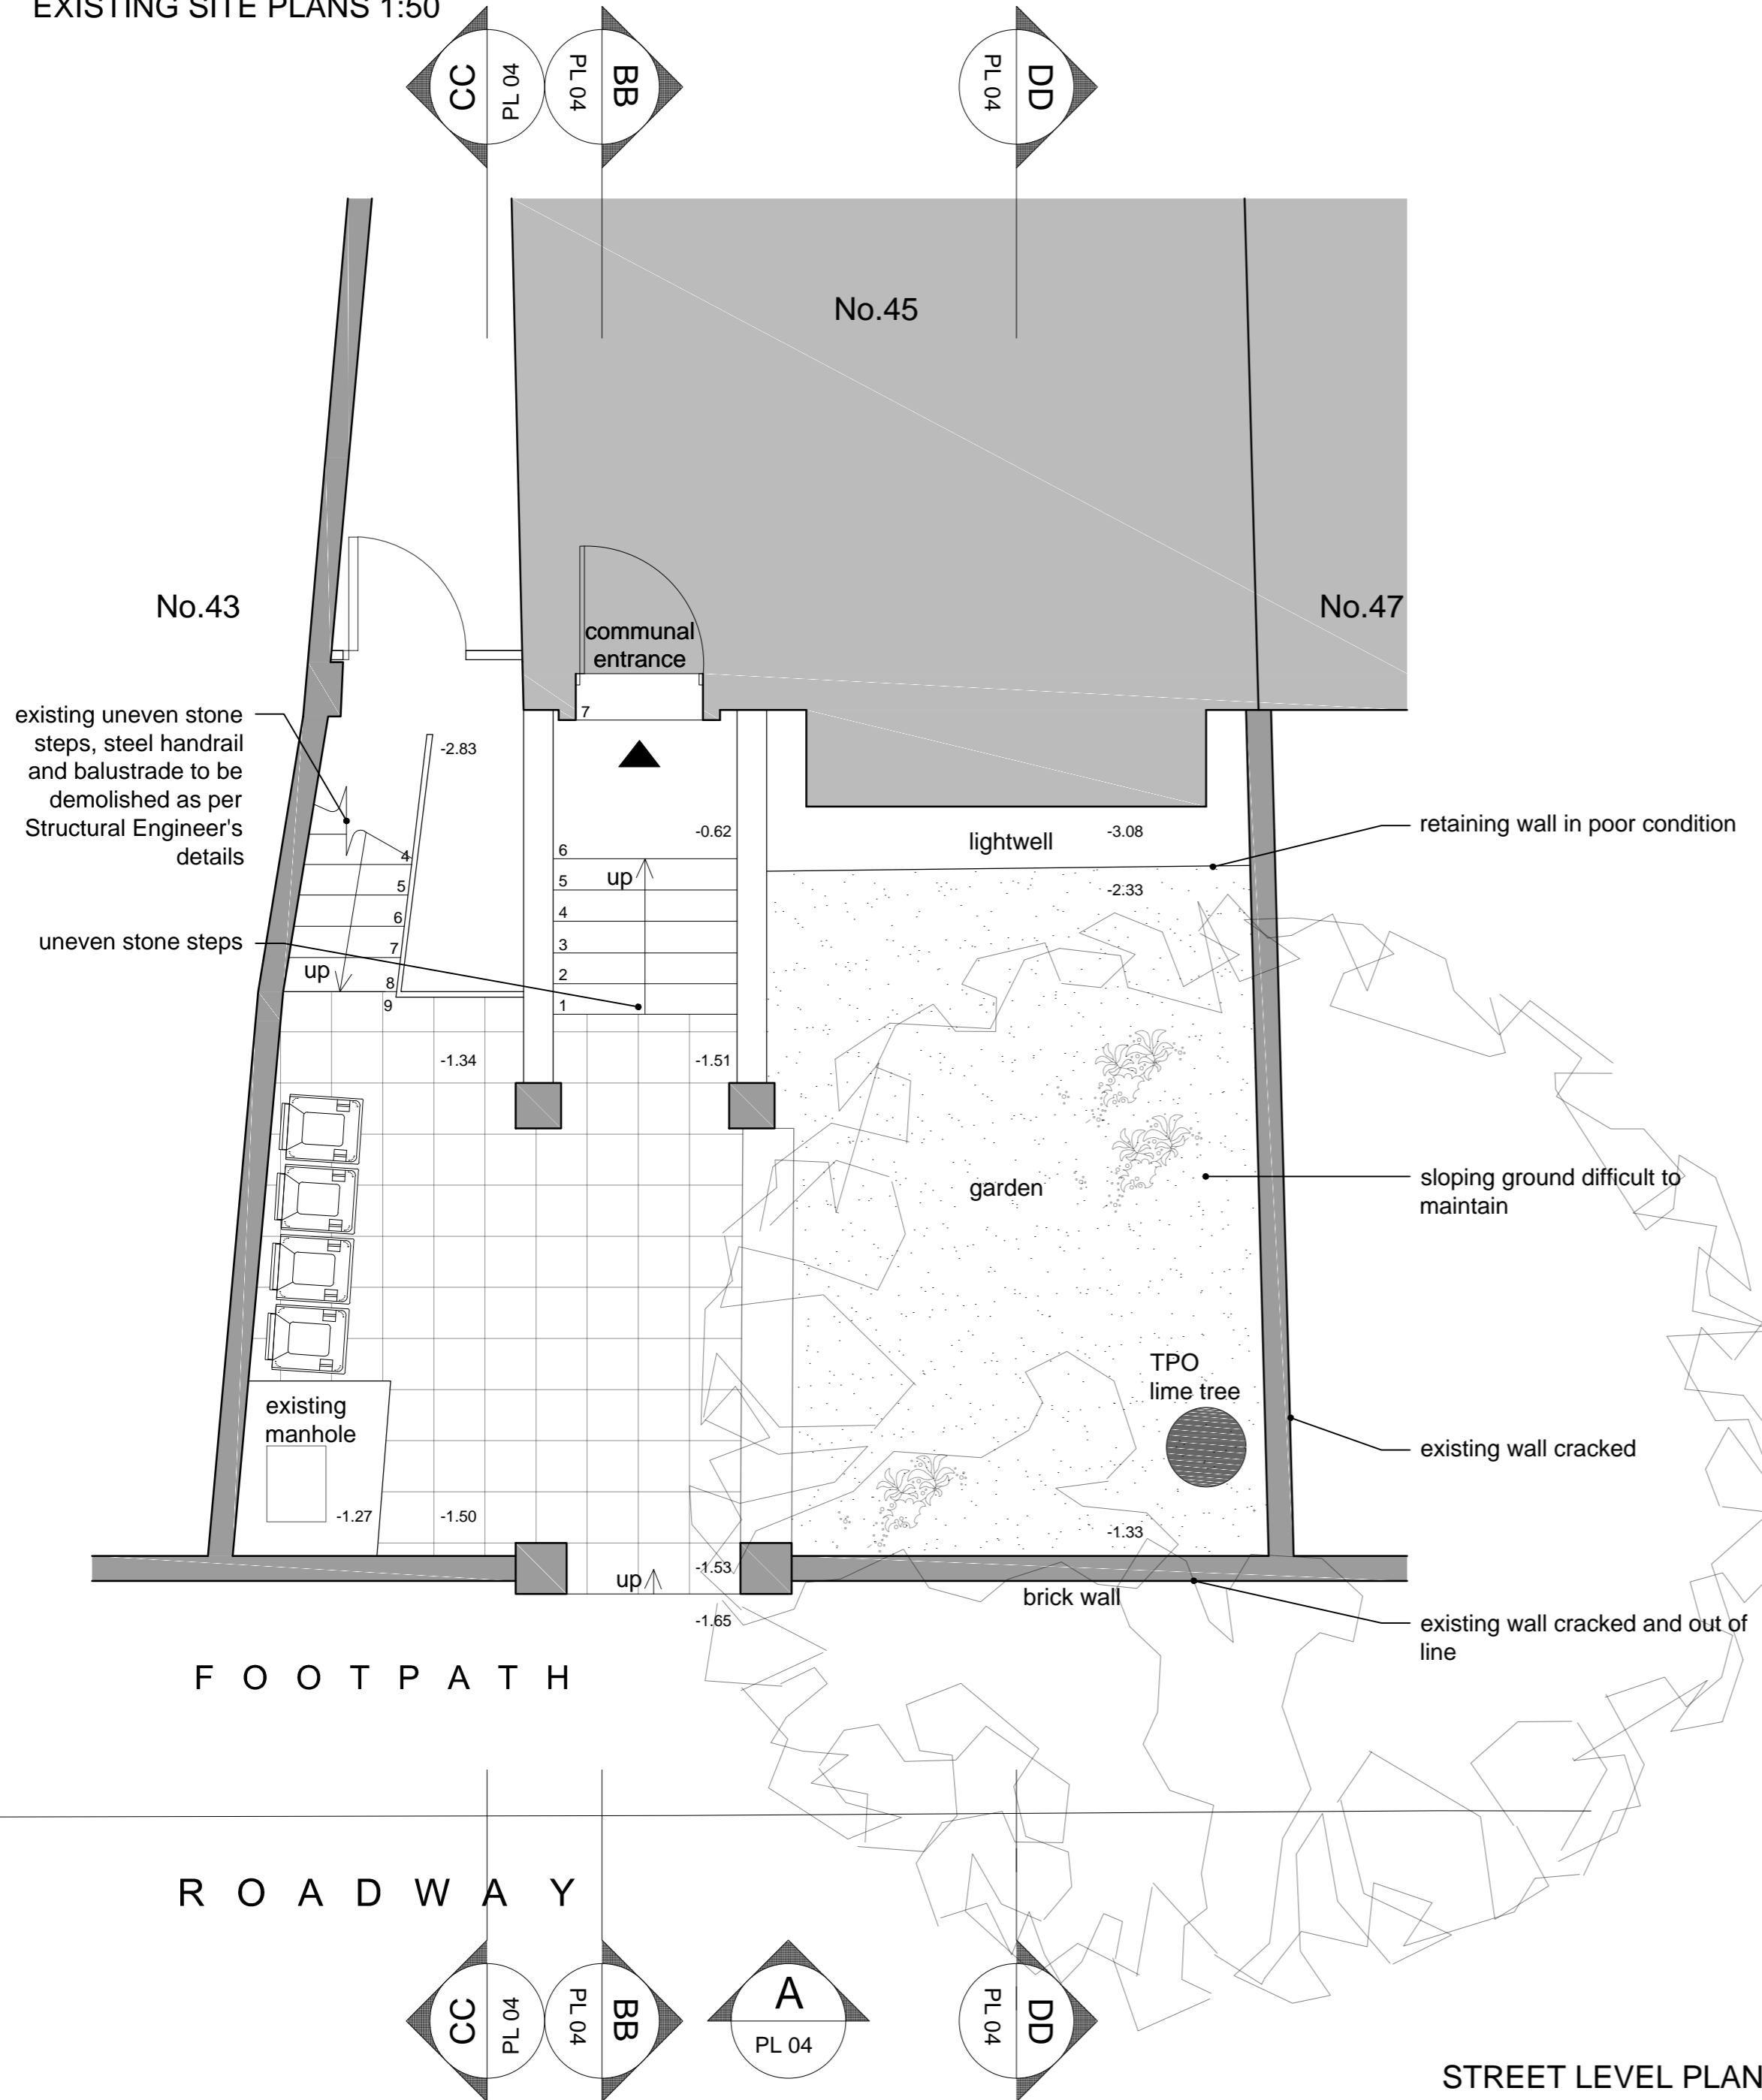 EXISTING SITE PLANS 1:50
CC
PL 04
PL 04
BB
PL 04
DD
No.45
No.43
No.47
communal
entrance
7
existing uneven stone
steps, steel handrail
and balustrade to be
demolished as per
Structural Engineer's
details
-2.83
-0.62
lightwell
-3.08
retaining wall in poor condition
-2.33
4
5
6
7
8
9
up
6
5
4
3
2
1
up
uneven stone steps
-1.34
-1.51
garden
sloping ground difficult to
maintain
TPO
lime tree
existing
manhole
existing wall cracked
-1.27
-1.50
-1.33
-1.53
up
brick wall
-1.65
existing wall cracked and out of
line
FOOTPATH
ROADWAY
CC
PL 04
PL 04
BB
A
PL 04
PL 04
DD
STREET LEVEL PLAN